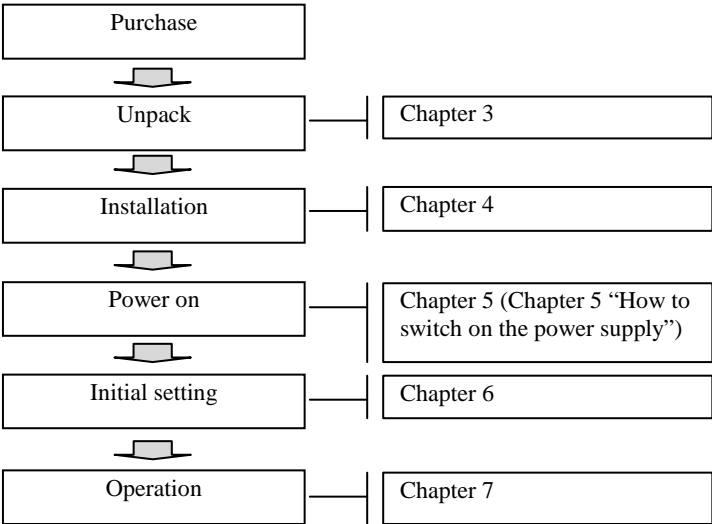 Purchase
Unpack
Chapter 3
Installation
Chapter 4
Power on
Chapter 5 (Chapter 5 “How to
switch on the power supply”)
Initial setting
Chapter 6
Operation
Chapter 7